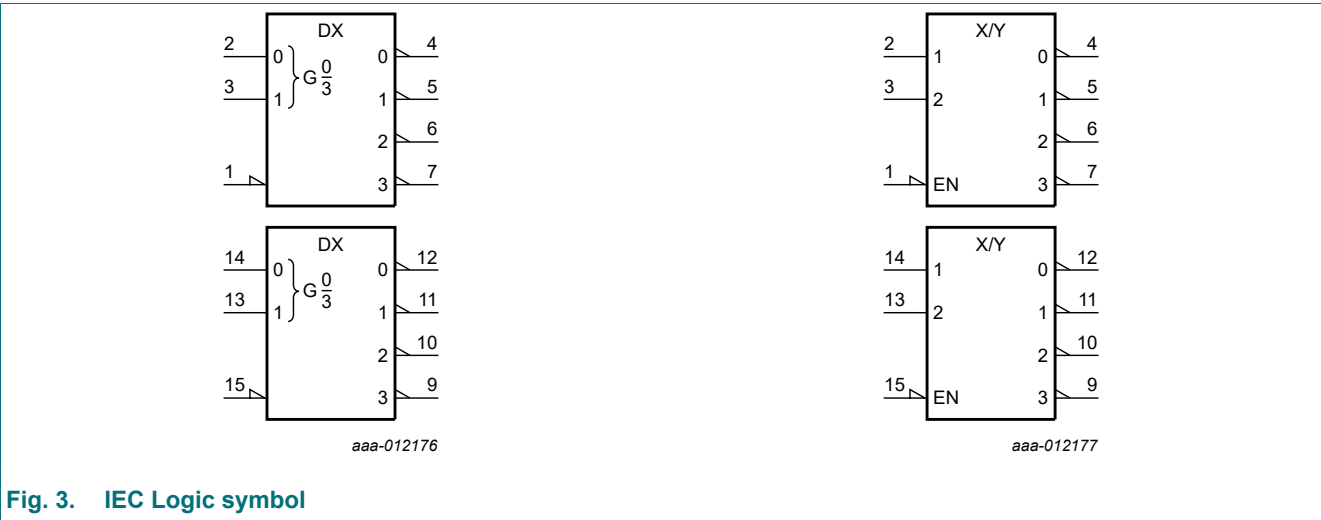 DX
2 0 0 4
G 0/3
3 1 1 5
2 6
1 3 7
DX
14 0 0 12
G 0/3
13 1 1 11
2 10
15 3 9
aaa-012176
X/Y
2 1 0 4
3 2 1 5
2 6
1 EN 3 7
X/Y
14 1 0 12
13 2 1 11
2 10
15 EN 3 9
aaa-012177
Fig. 3. IEC Logic symbol